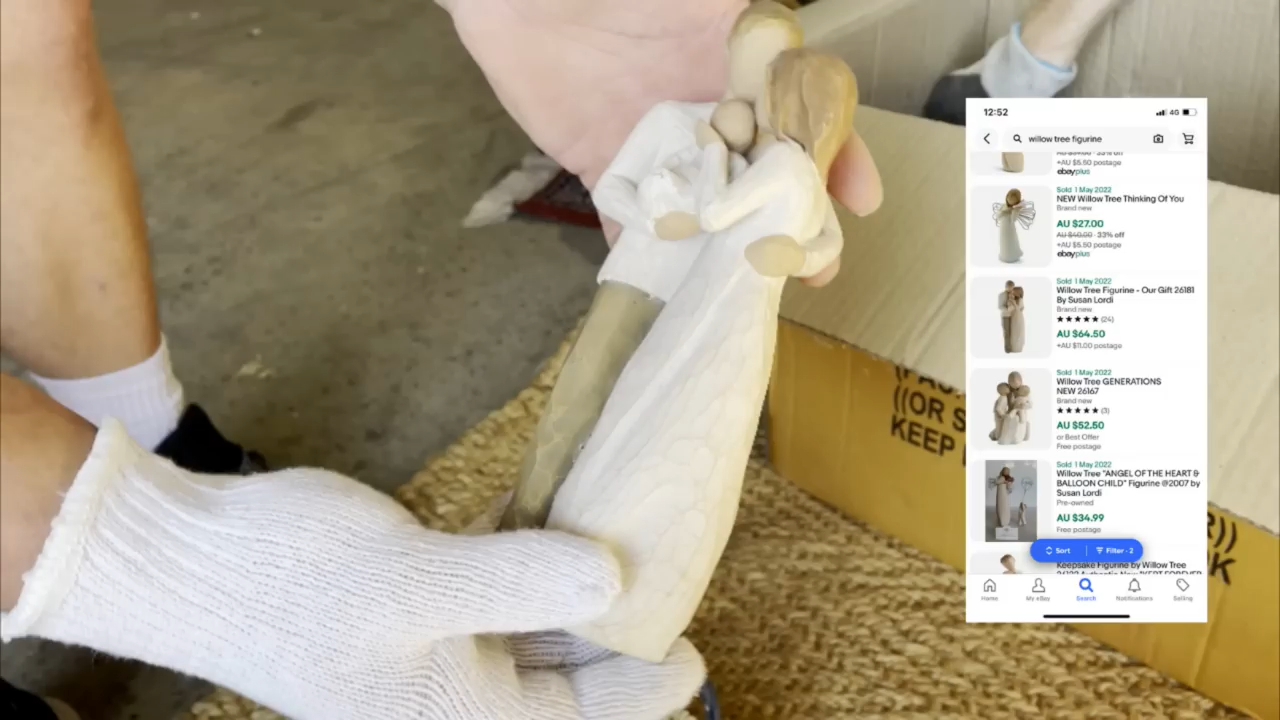 12:52
4G
willow tree figurine
+AU $5.50 postage
ebayplus
Sold 1 May 2022
NEW Willow Tree Thinking Of You
Brand new
AU $27.00
AU $40.00 · 33% off
+AU $5.50 postage
ebayplus
Sold 1 May 2022
Willow Tree Figurine - Our Gift 26181
By Susan Lordi
Brand new
(24)
AU $64.50
+AU $11.00 postage
Sold 1 May 2022
Willow Tree GENERATIONS
NEW 26167
Brand new
(3)
AU $52.50
or Best Offer
Free postage
Sold 1 May 2022
Willow Tree "ANGEL OF THE HEART &
BALLOON CHILD" Figurine @2007 by
Susan Lordi
Pre-owned
AU $34.99
Free postage
Sort
Filter · 2
Keepsake Figurine by Willow Tree
Home
My eBay
Search
Notifications
Selling
((OR S
KEEP